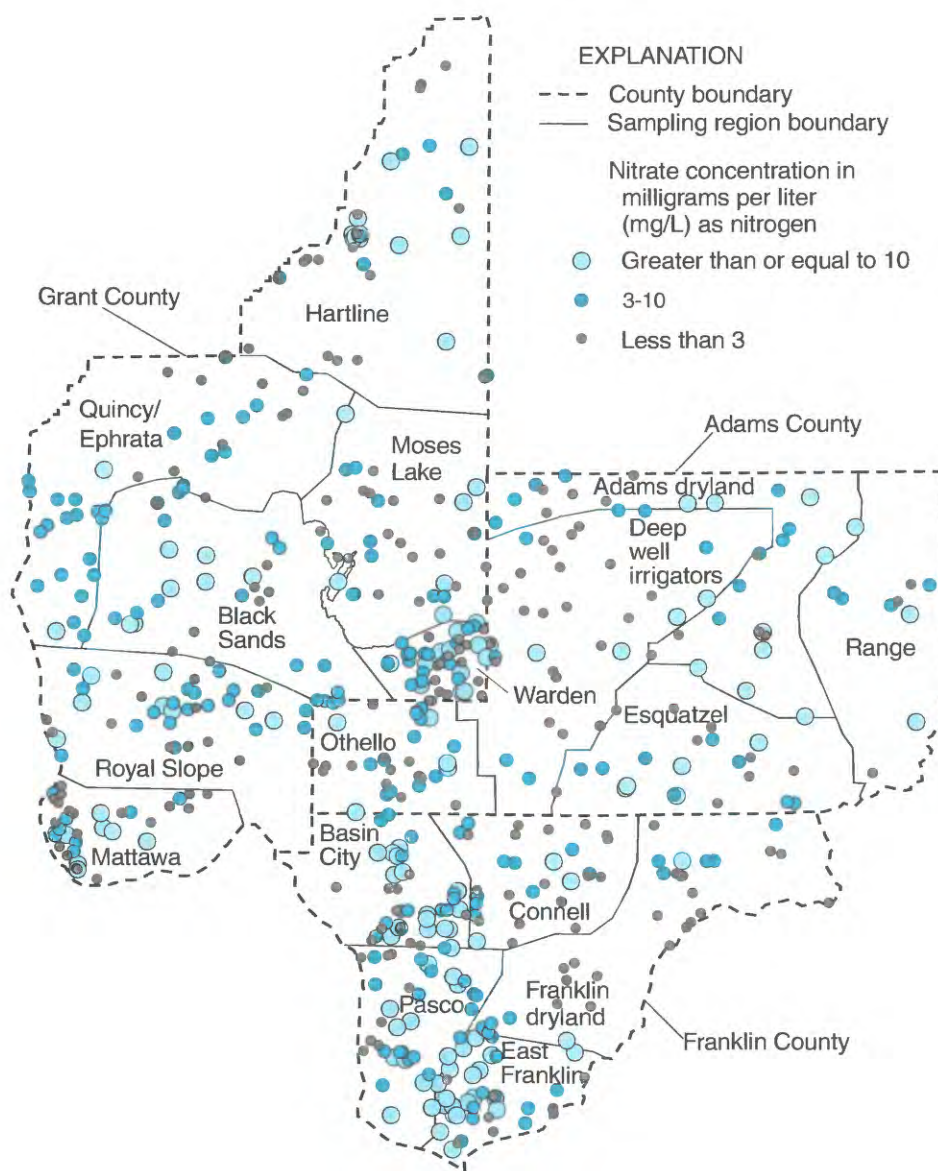 EXPLANATION
County boundary
Sampling region boundary
Nitrate concentration in
milligrams per liter
(mg/L) as nitrogen
Greater than or equal to 10
3-10
Less than 3
Grant County
Hartline
Quincy/
Ephrata
Moses
Lake
Adams County
Adams dryland
Deep
well
irrigators
Black
Sands
Range
Warden
Esquatzel
Othello
Royal Slope
Basin
City
Mattawa
Connell
Pasco
Franklin
dryland
Franklin County
East
Franklin